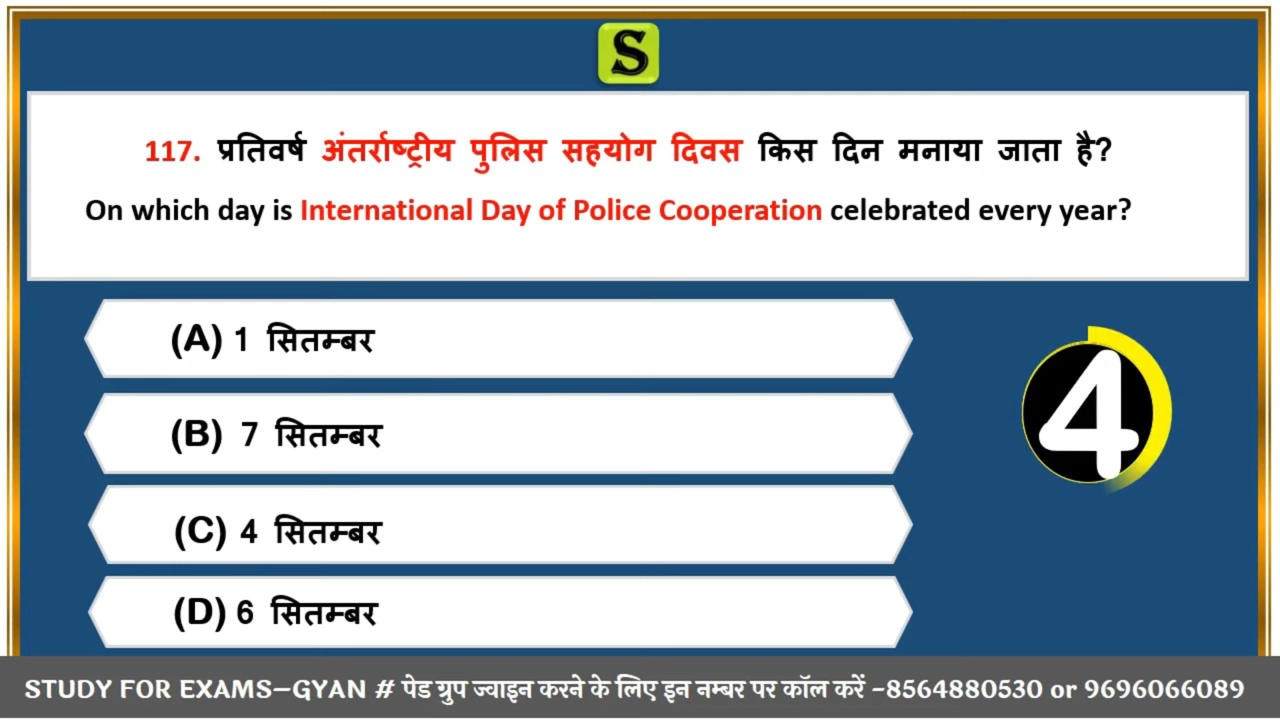 S
117. प्रतिवर्ष अंतर्राष्ट्रीय पुलिस सहयोग दिवस किस दिन मनाया जाता है?
On which day is International Day of Police Cooperation celebrated every year?
(A) 1 सितम्बर
(B) 7 सितम्बर
(C) 4 सितम्बर
(D) 6 सितम्बर
4
STUDY FOR EXAMS–GYAN # पेड ग्रुप ज्वाइन करने के लिए इन नम्बर पर कॉल करें –8564880530 or 9696066089